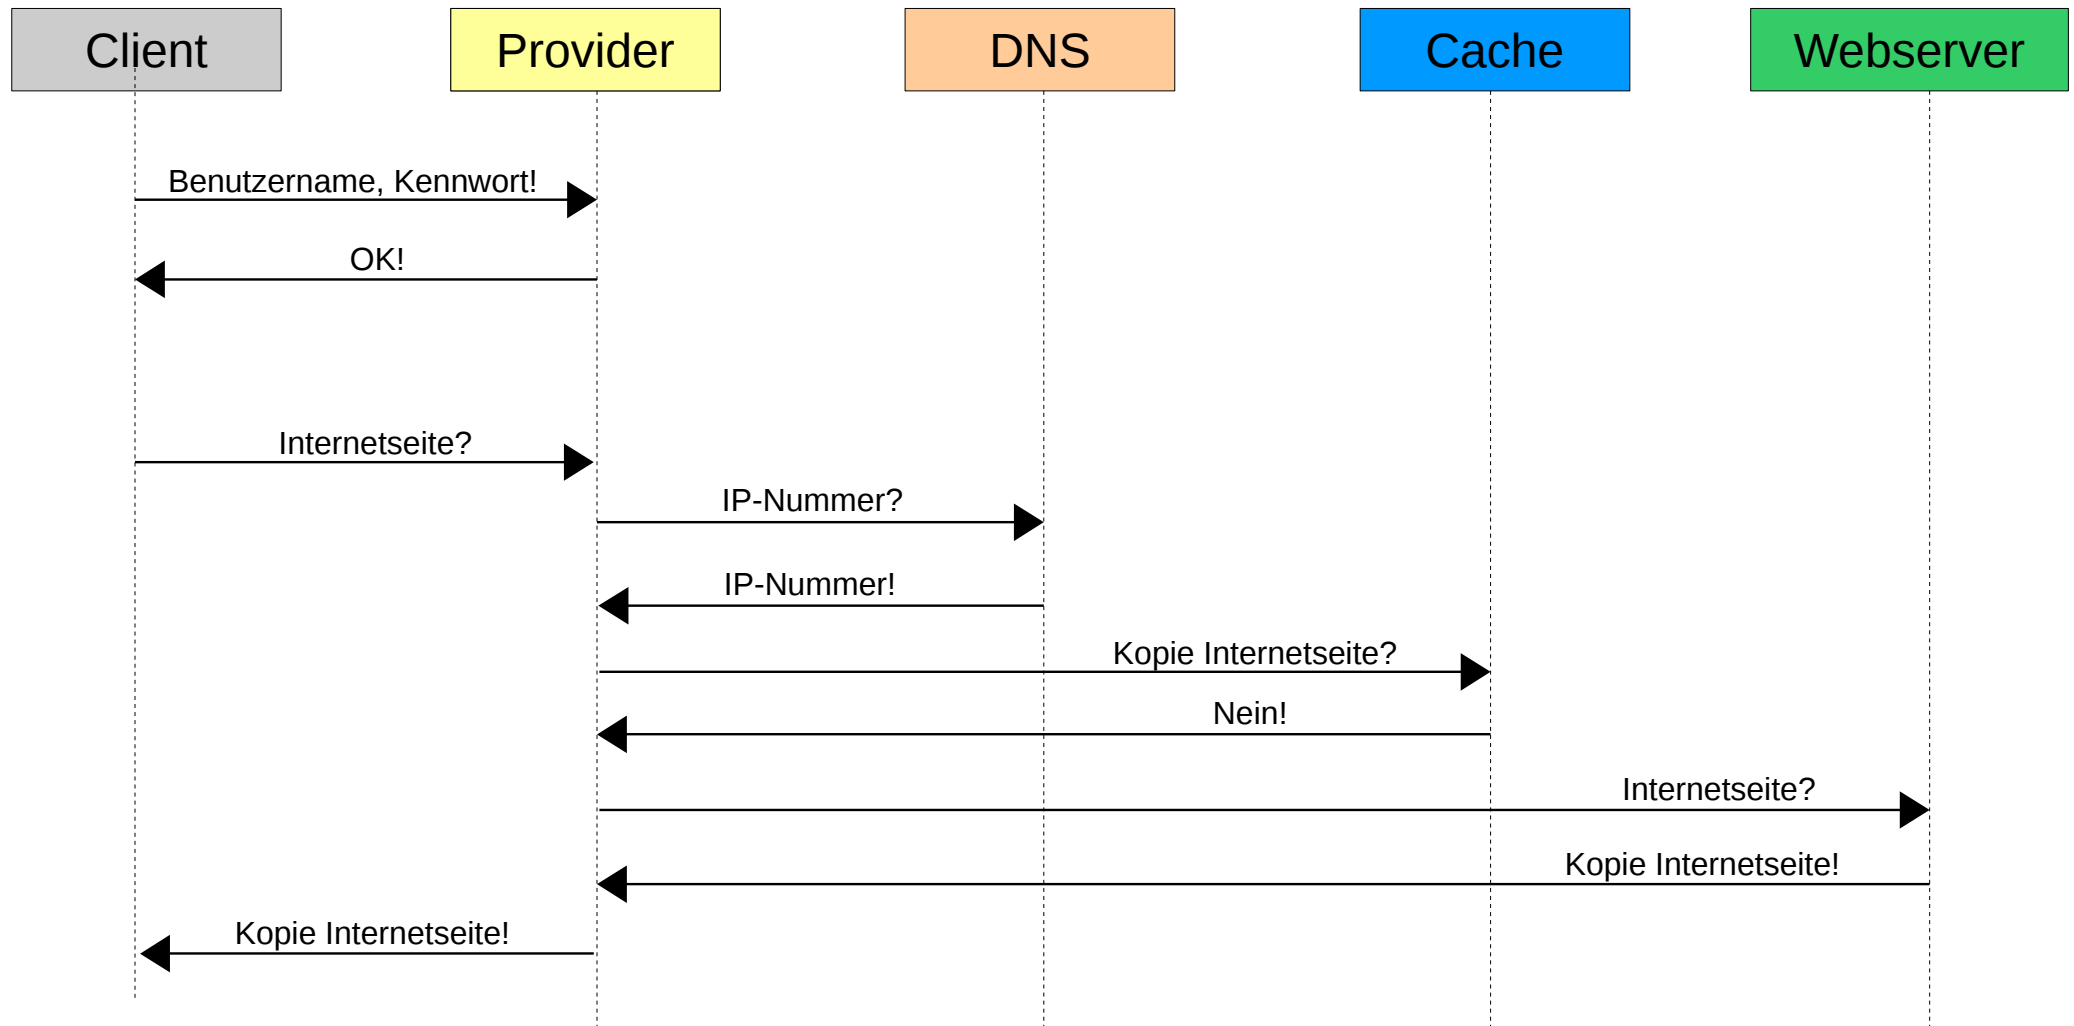 Client
Provider
DNS
Cache
Webserver
Benutzername, Kennwort!
OK!
Internetseite?
IP-Nummer?
IP-Nummer!
Kopie Internetseite?
Nein!
Internetseite?
Kopie Internetseite!
Kopie Internetseite!